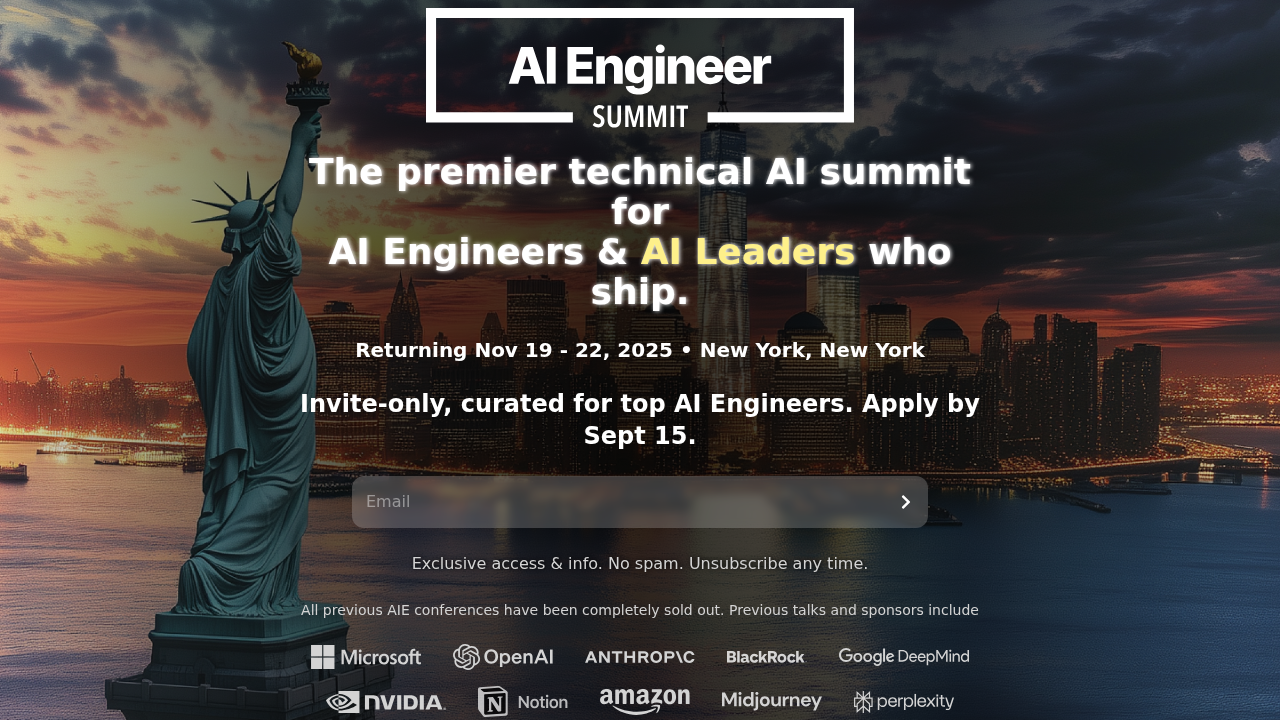 AI Engineer
SUMMIT
The premier technical AI summit
for
AI Engineers & AI Leaders who
ship.
Returning Nov 19 - 22, 2025 • New York, New York
Invite-only, curated for top AI Engineers. Apply by
Sept 15.
Email
Exclusive access & info. No spam. Unsubscribe any time.
All previous AIE conferences have been completely sold out. Previous talks and sponsors include
Microsoft OpenAI ANTHROP\C BlackRock Google DeepMind
NVIDIA. Notion amazon Midjourney perplexity